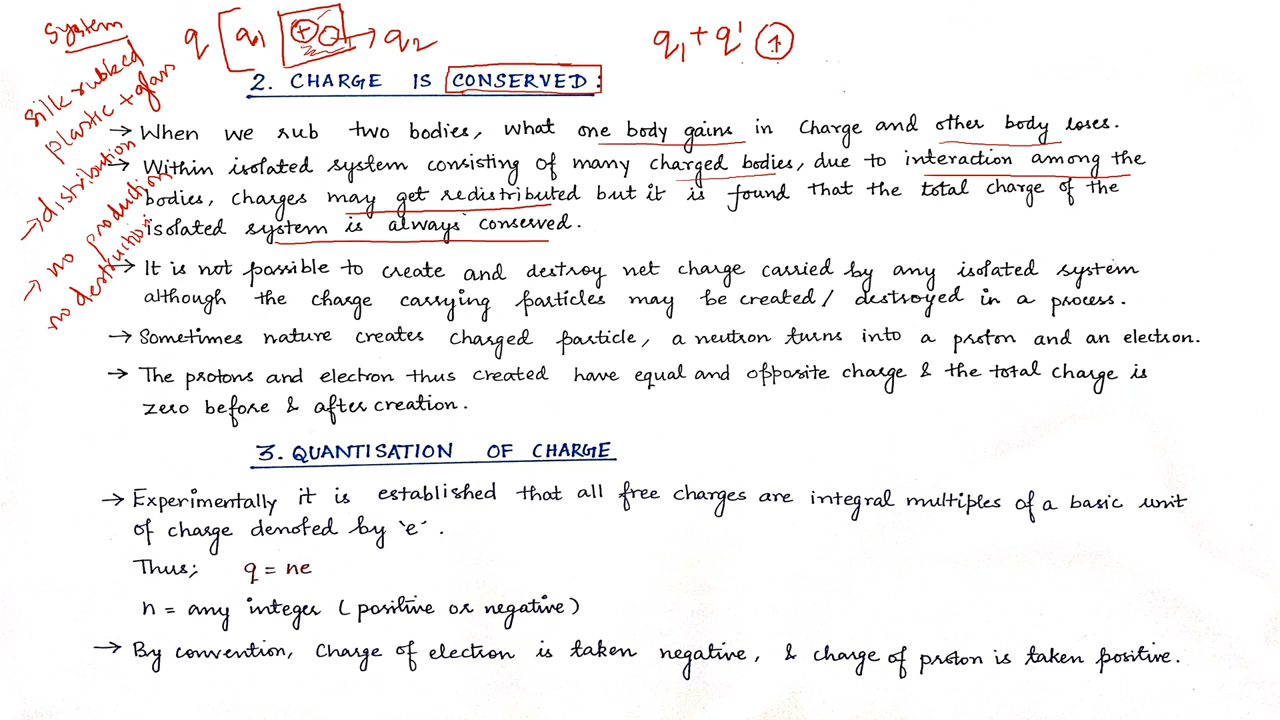 System
q [ q1 + - → q2
q1 + q' 1
silk rubbed
plastic + glass
→ distribution
→ no production
no destruction
2. CHARGE IS CONSERVED:
→ When we rub two bodies, what one body gains in charge and other body loses.
→ Within isolated system consisting of many charged bodies, due to interaction among the
bodies, charges may get redistributed but it is found that the total charge of the
isolated system is always conserved.
→ It is not possible to create and destroy net charge carried by any isolated system
although the charge carrying particles may be created / destroyed in a process.
→ Sometimes nature creates charged particle, a neutron turns into a proton and an electron.
→ The protons and electron thus created have equal and opposite charge & the total charge is
zero before & after creation.
3. QUANTISATION OF CHARGE
→ Experimentally it is established that all free charges are integral multiples of a basic unit
of charge denoted by 'e'.
Thus; q = ne
n = any integer (positive or negative)
→ By convention, Charge of election is taken negative, & charge of proton is taken positive.